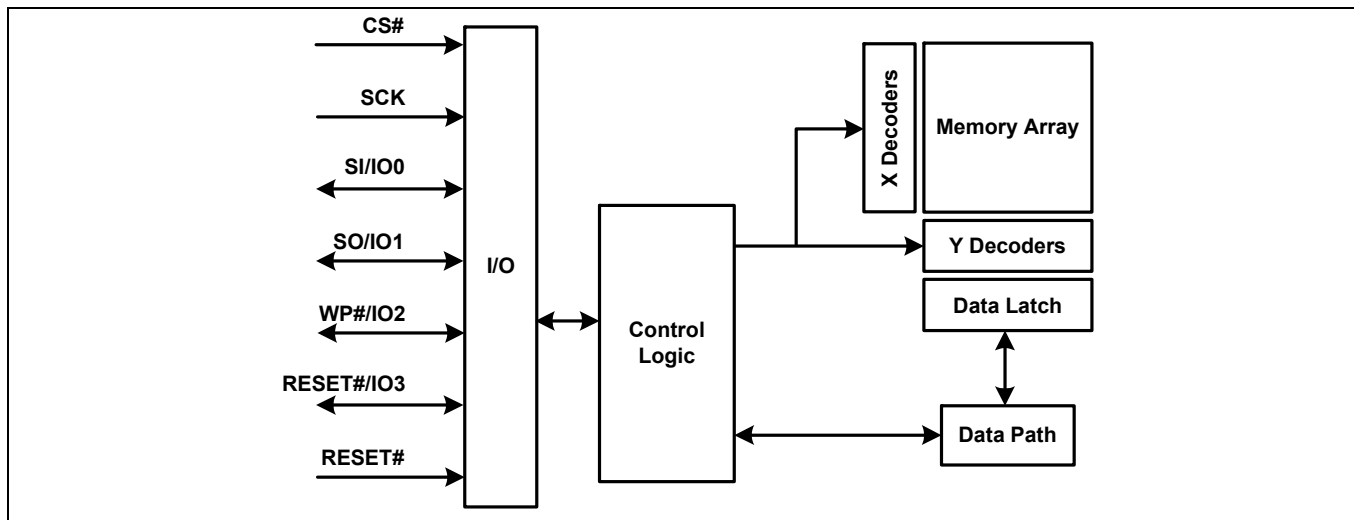 CS#
SCK
SI/IO0
SO/IO1
WP#/IO2
RESET#/IO3
RESET#
I/O
Control
Logic
X Decoders
Memory Array
Y Decoders
Data Latch
Data Path